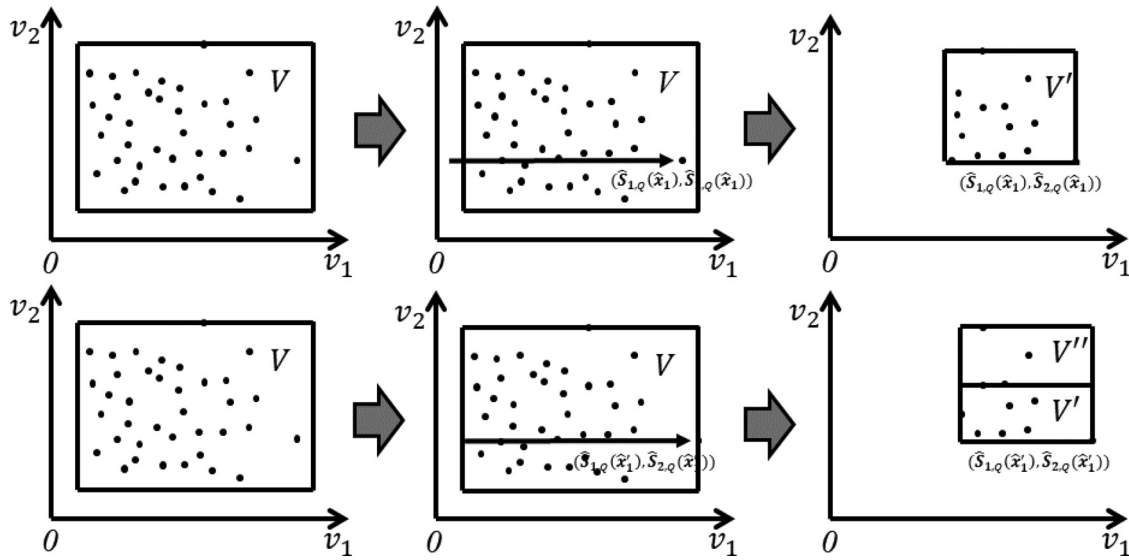 v₂ V
0 v₁
v₂ V
(Ŝ₁,Q(x̂₁),Ŝ₂,Q(x̂₁))
0 v₁
v₂ V'
(Ŝ₁,Q(x̂₁),Ŝ₂,Q(x̂₁))
0 v₁
v₂ V
0 v₁
v₂ V
(Ŝ₁,Q(x̂'₁),Ŝ₂,Q(x̂'₁))
0 v₁
v₂ V''
V'
(Ŝ₁,Q(x̂'₁),Ŝ₂,Q(x̂'₁))
0 v₁